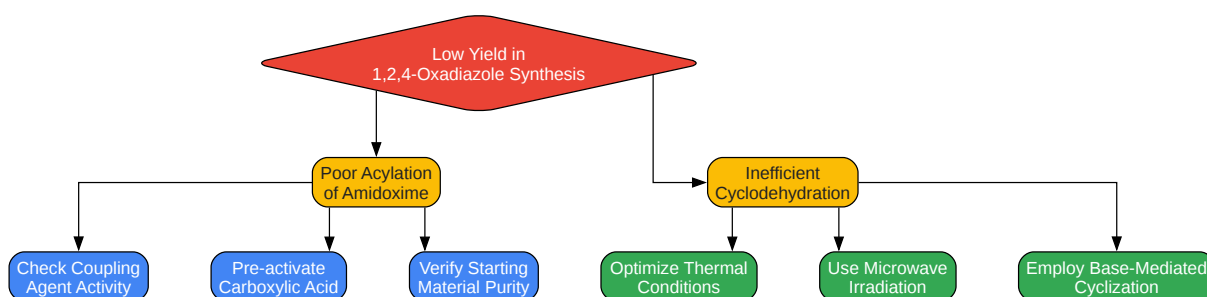 Low Yield in
1,2,4-Oxadiazole Synthesis
Poor Acylation
of Amidoxime
Inefficient
Cyclodehydration
Check Coupling
Agent Activity
Pre-activate
Carboxylic Acid
Verify Starting
Material Purity
Optimize Thermal
Conditions
Use Microwave
Irradiation
Employ Base-Mediated
Cyclization